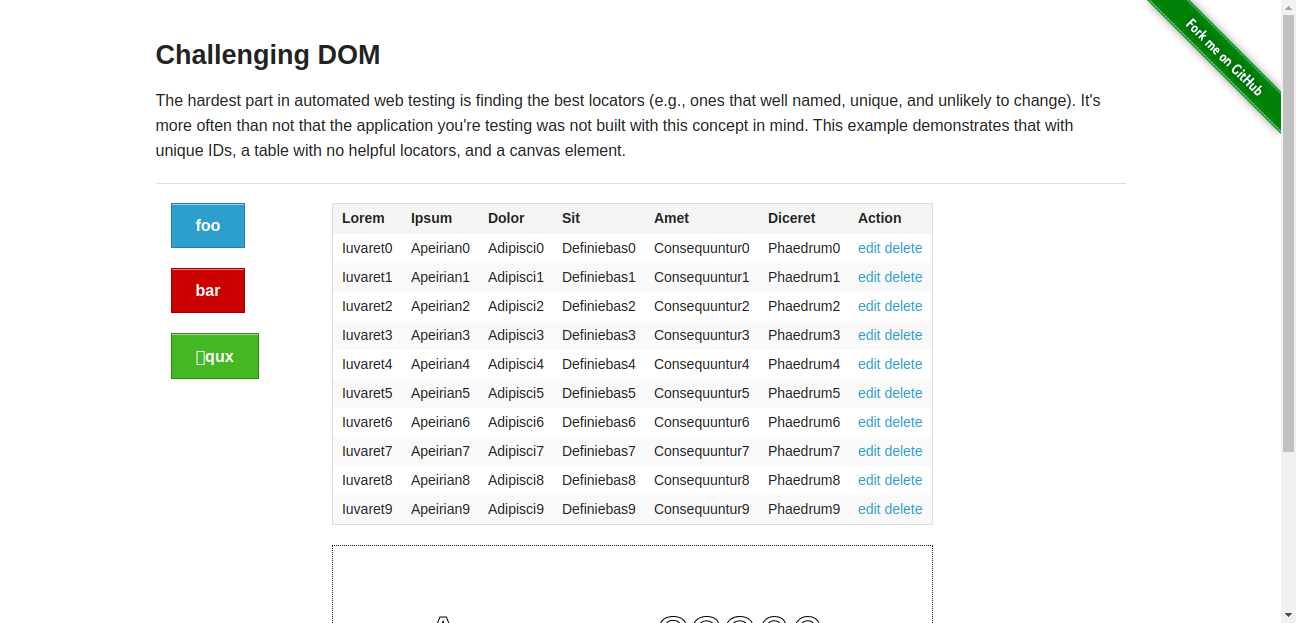 Fork me on GitHub
Challenging DOM
The hardest part in automated web testing is finding the best locators (e.g., ones that well named, unique, and unlikely to change). It's
more often than not that the application you're testing was not built with this concept in mind. This example demonstrates that with
unique IDs, a table with no helpful locators, and a canvas element.
foo
bar
qux
Lorem Ipsum Dolor Sit Amet Diceret Action
Iuvaret0 Apeirian0 Adipisci0 Definiebas0 Consequuntur0 Phaedrum0 edit delete
Iuvaret1 Apeirian1 Adipisci1 Definiebas1 Consequuntur1 Phaedrum1 edit delete
Iuvaret2 Apeirian2 Adipisci2 Definiebas2 Consequuntur2 Phaedrum2 edit delete
Iuvaret3 Apeirian3 Adipisci3 Definiebas3 Consequuntur3 Phaedrum3 edit delete
Iuvaret4 Apeirian4 Adipisci4 Definiebas4 Consequuntur4 Phaedrum4 edit delete
Iuvaret5 Apeirian5 Adipisci5 Definiebas5 Consequuntur5 Phaedrum5 edit delete
Iuvaret6 Apeirian6 Adipisci6 Definiebas6 Consequuntur6 Phaedrum6 edit delete
Iuvaret7 Apeirian7 Adipisci7 Definiebas7 Consequuntur7 Phaedrum7 edit delete
Iuvaret8 Apeirian8 Adipisci8 Definiebas8 Consequuntur8 Phaedrum8 edit delete
Iuvaret9 Apeirian9 Adipisci9 Definiebas9 Consequuntur9 Phaedrum9 edit delete